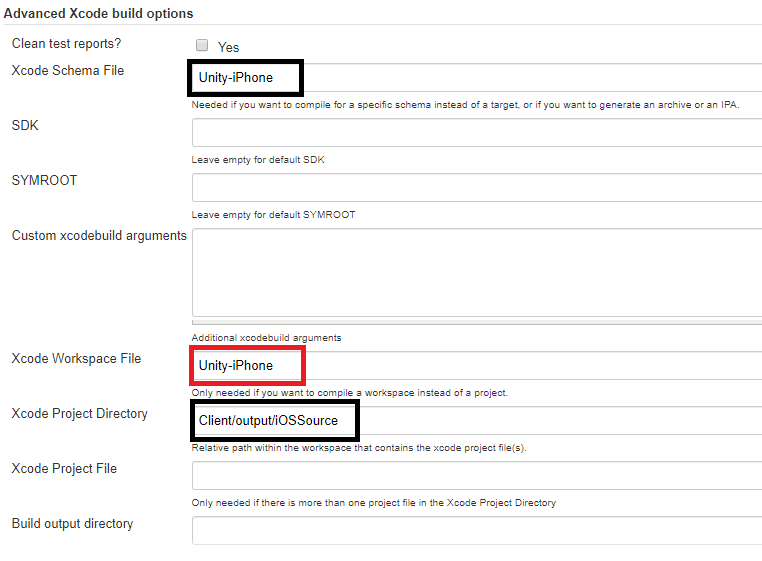 Advanced Xcode build options
Clean test reports? Yes
Xcode Schema File Unity-iPhone
Needed if you want to compile for a specific schema instead of a target, or if you want to generate an archive or an IPA.
SDK
Leave empty for default SDK
SYMROOT
Leave empty for default SYMROOT
Custom xcodebuild arguments
Additional xcodebuild arguments
Xcode Workspace File Unity-iPhone
Only needed if you want to compile a workspace instead of a project.
Xcode Project Directory Client/output/iOSSource
Relative path within the workspace that contains the xcode project file(s).
Xcode Project File
Only needed if there is more than one project file in the Xcode Project Directory
Build output directory